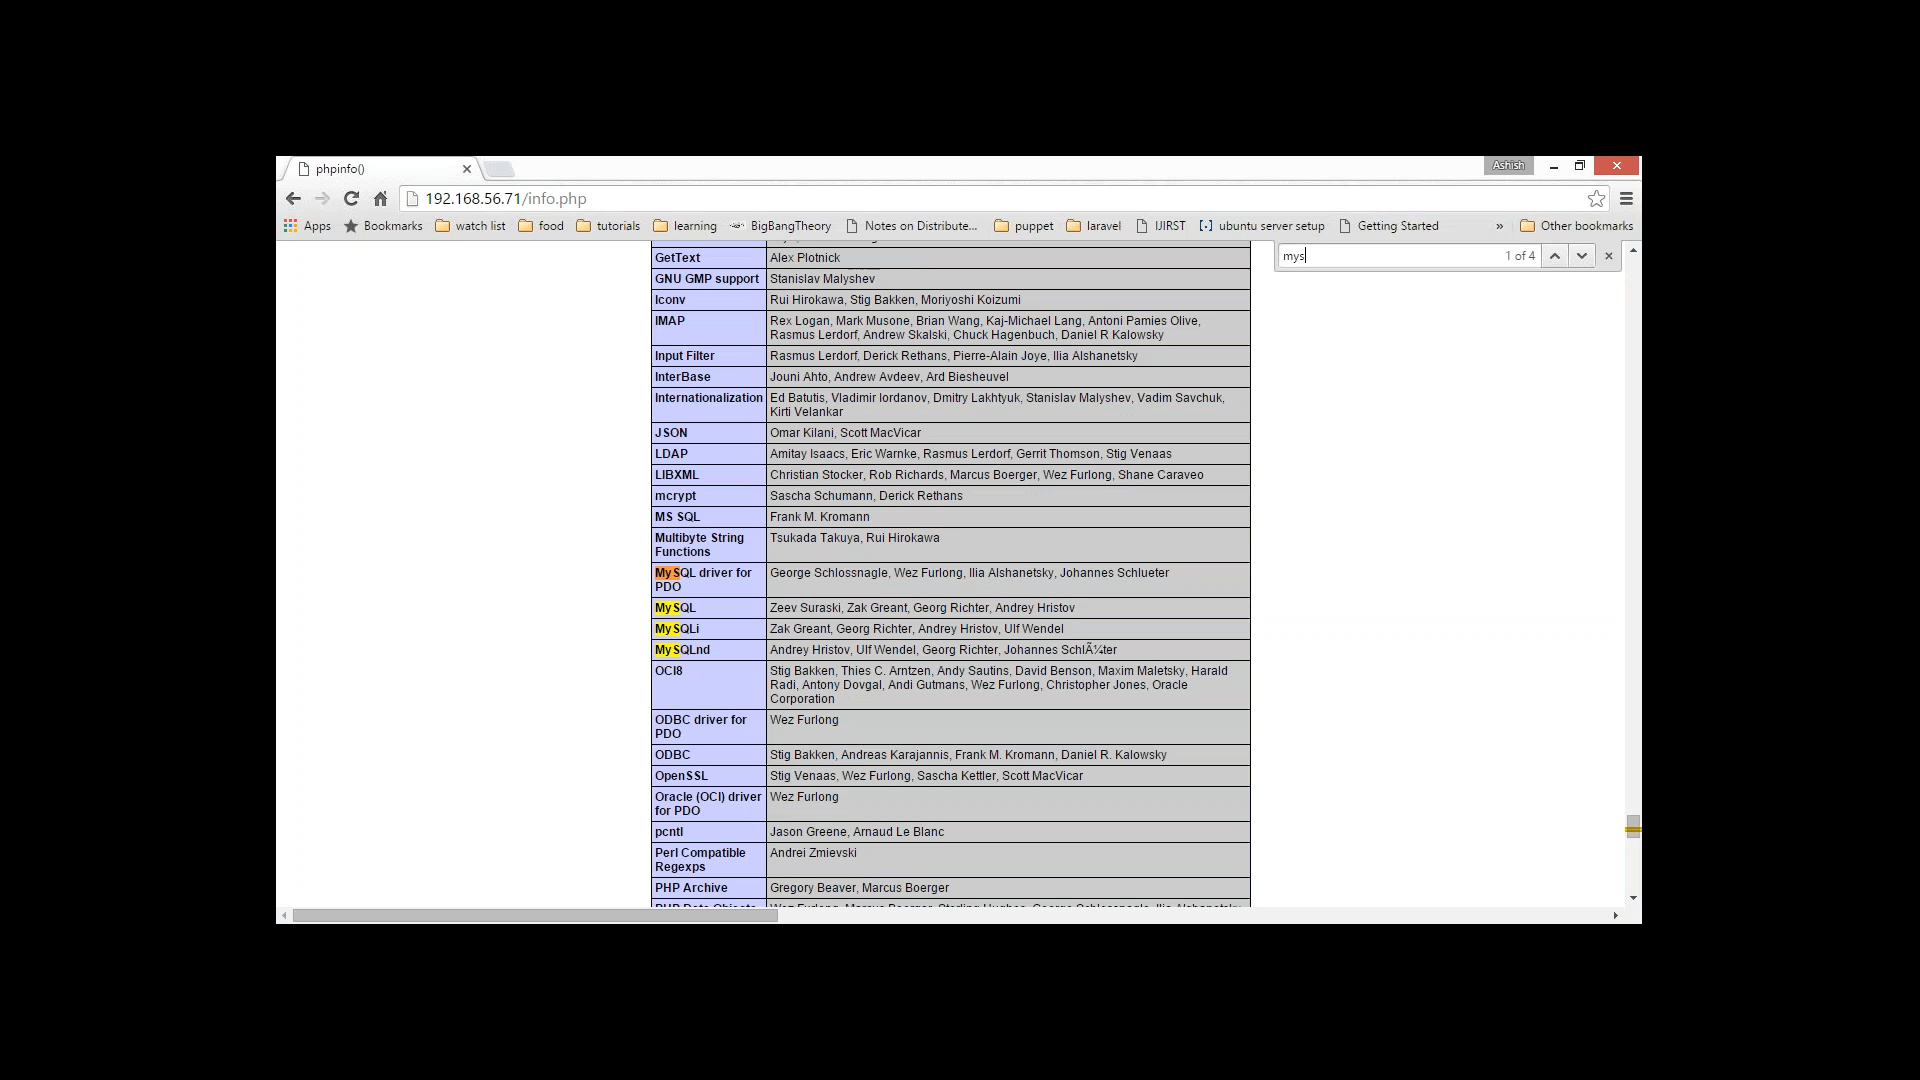 phpinfo()
Ashish
192.168.56.71/info.php
Apps Bookmarks watch list food tutorials learning BigBangTheory Notes on Distribute... puppet laravel IJIRST ubuntu server setup Getting Started » Other bookmarks
mys 1 of 4
GetText Alex Plotnick
GNU GMP support Stanislav Malyshev
Iconv Rui Hirokawa, Stig Bakken, Moriyoshi Koizumi
IMAP Rex Logan, Mark Musone, Brian Wang, Kaj-Michael Lang, Antoni Pamies Olive,
Rasmus Lerdorf, Andrew Skalski, Chuck Hagenbuch, Daniel R Kalowsky
Input Filter Rasmus Lerdorf, Derick Rethans, Pierre-Alain Joye, Ilia Alshanetsky
InterBase Jouni Ahto, Andrew Avdeev, Ard Biesheuvel
Internationalization Ed Batutis, Vladimir Iordanov, Dmitry Lakhtyuk, Stanislav Malyshev, Vadim Savchuk,
Kirti Velankar
JSON Omar Kilani, Scott MacVicar
LDAP Amitay Isaacs, Eric Warnke, Rasmus Lerdorf, Gerrit Thomson, Stig Venaas
LIBXML Christian Stocker, Rob Richards, Marcus Boerger, Wez Furlong, Shane Caraveo
mcrypt Sascha Schumann, Derick Rethans
MS SQL Frank M. Kromann
Multibyte String Tsukada Takuya, Rui Hirokawa
Functions
MySQL driver for George Schlossnagle, Wez Furlong, Ilia Alshanetsky, Johannes Schlueter
PDO
MySQL Zeev Suraski, Zak Greant, Georg Richter, Andrey Hristov
MySQLi Zak Greant, Georg Richter, Andrey Hristov, Ulf Wendel
MySQLnd Andrey Hristov, Ulf Wendel, Georg Richter, Johannes SchlÃ¼ter
OCI8 Stig Bakken, Thies C. Arntzen, Andy Sautins, David Benson, Maxim Maletsky, Harald
Radi, Antony Dovgal, Andi Gutmans, Wez Furlong, Christopher Jones, Oracle
Corporation
ODBC driver for Wez Furlong
PDO
ODBC Stig Bakken, Andreas Karajannis, Frank M. Kromann, Daniel R. Kalowsky
OpenSSL Stig Venaas, Wez Furlong, Sascha Kettler, Scott MacVicar
Oracle (OCI) driver Wez Furlong
for PDO
pcntl Jason Greene, Arnaud Le Blanc
Perl Compatible Andrei Zmievski
Regexps
PHP Archive Gregory Beaver, Marcus Boerger
PHP Data Objects Wez Furlong, Marcus Boerger, Sterling Hughes, George Schlossnagle, Ilia Alshanetsky,